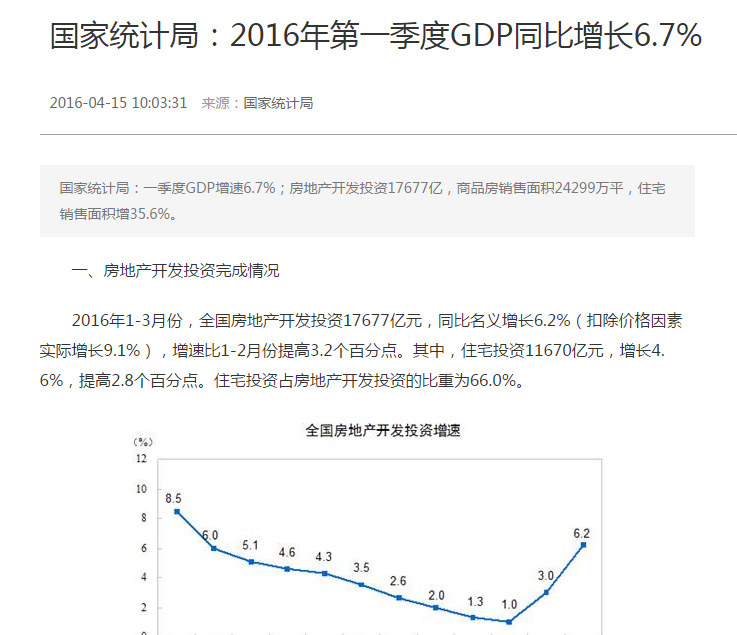 国家统计局：2016年第一季度GDP同比增长6.7%
2016-04-15 10:03:31 来源：国家统计局
国家统计局：一季度GDP增速6.7%；房地产开发投资17677亿，商品房销售面积24299万平，住宅
销售面积增35.6%。
一、房地产开发投资完成情况
2016年1-3月份，全国房地产开发投资17677亿元，同比名义增长6.2%（扣除价格因素
实际增长9.1%），增速比1-2月份提高3.2个百分点。其中，住宅投资11670亿元，增长4.
6%，提高2.8个百分点。住宅投资占房地产开发投资的比重为66.0%。
全国房地产开发投资增速
（%）
12
10
8
6
4
2
8.5
6.0
5.1
4.6
4.3
3.5
2.6
2.0
1.3
1.0
3.0
6.2